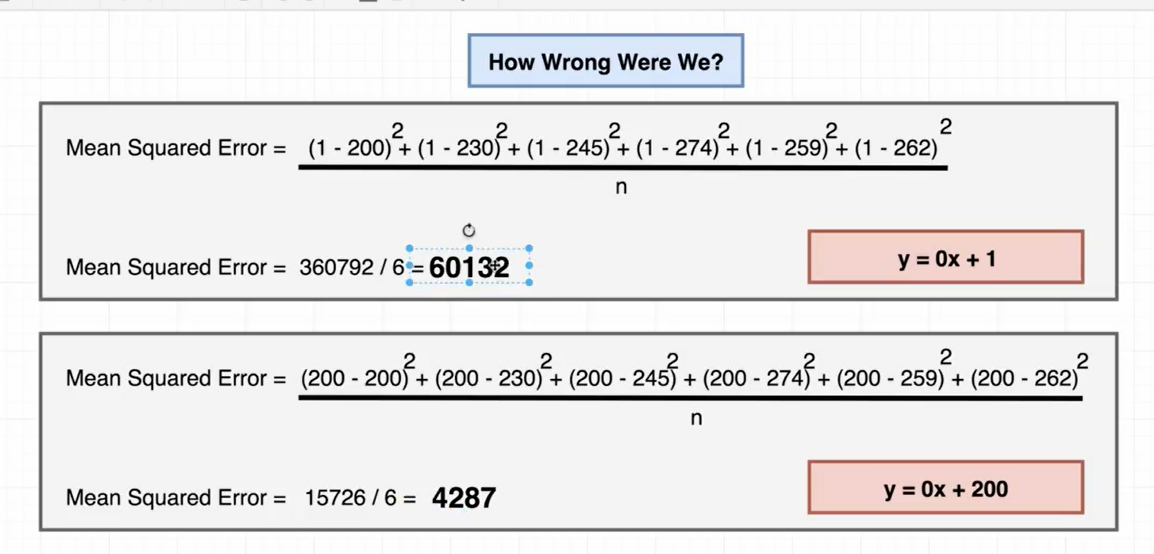 How Wrong Were We?
Mean Squared Error = (1 - 200)² + (1 - 230)² + (1 - 245)² + (1 - 274)² + (1 - 259)² + (1 - 262)²
n
Mean Squared Error = 360792 / 6 = 60132
y = 0x + 1
Mean Squared Error = (200 - 200)² + (200 - 230)² + (200 - 245)² + (200 - 274)² + (200 - 259)² + (200 - 262)²
n
Mean Squared Error = 15726 / 6 = 4287
y = 0x + 200